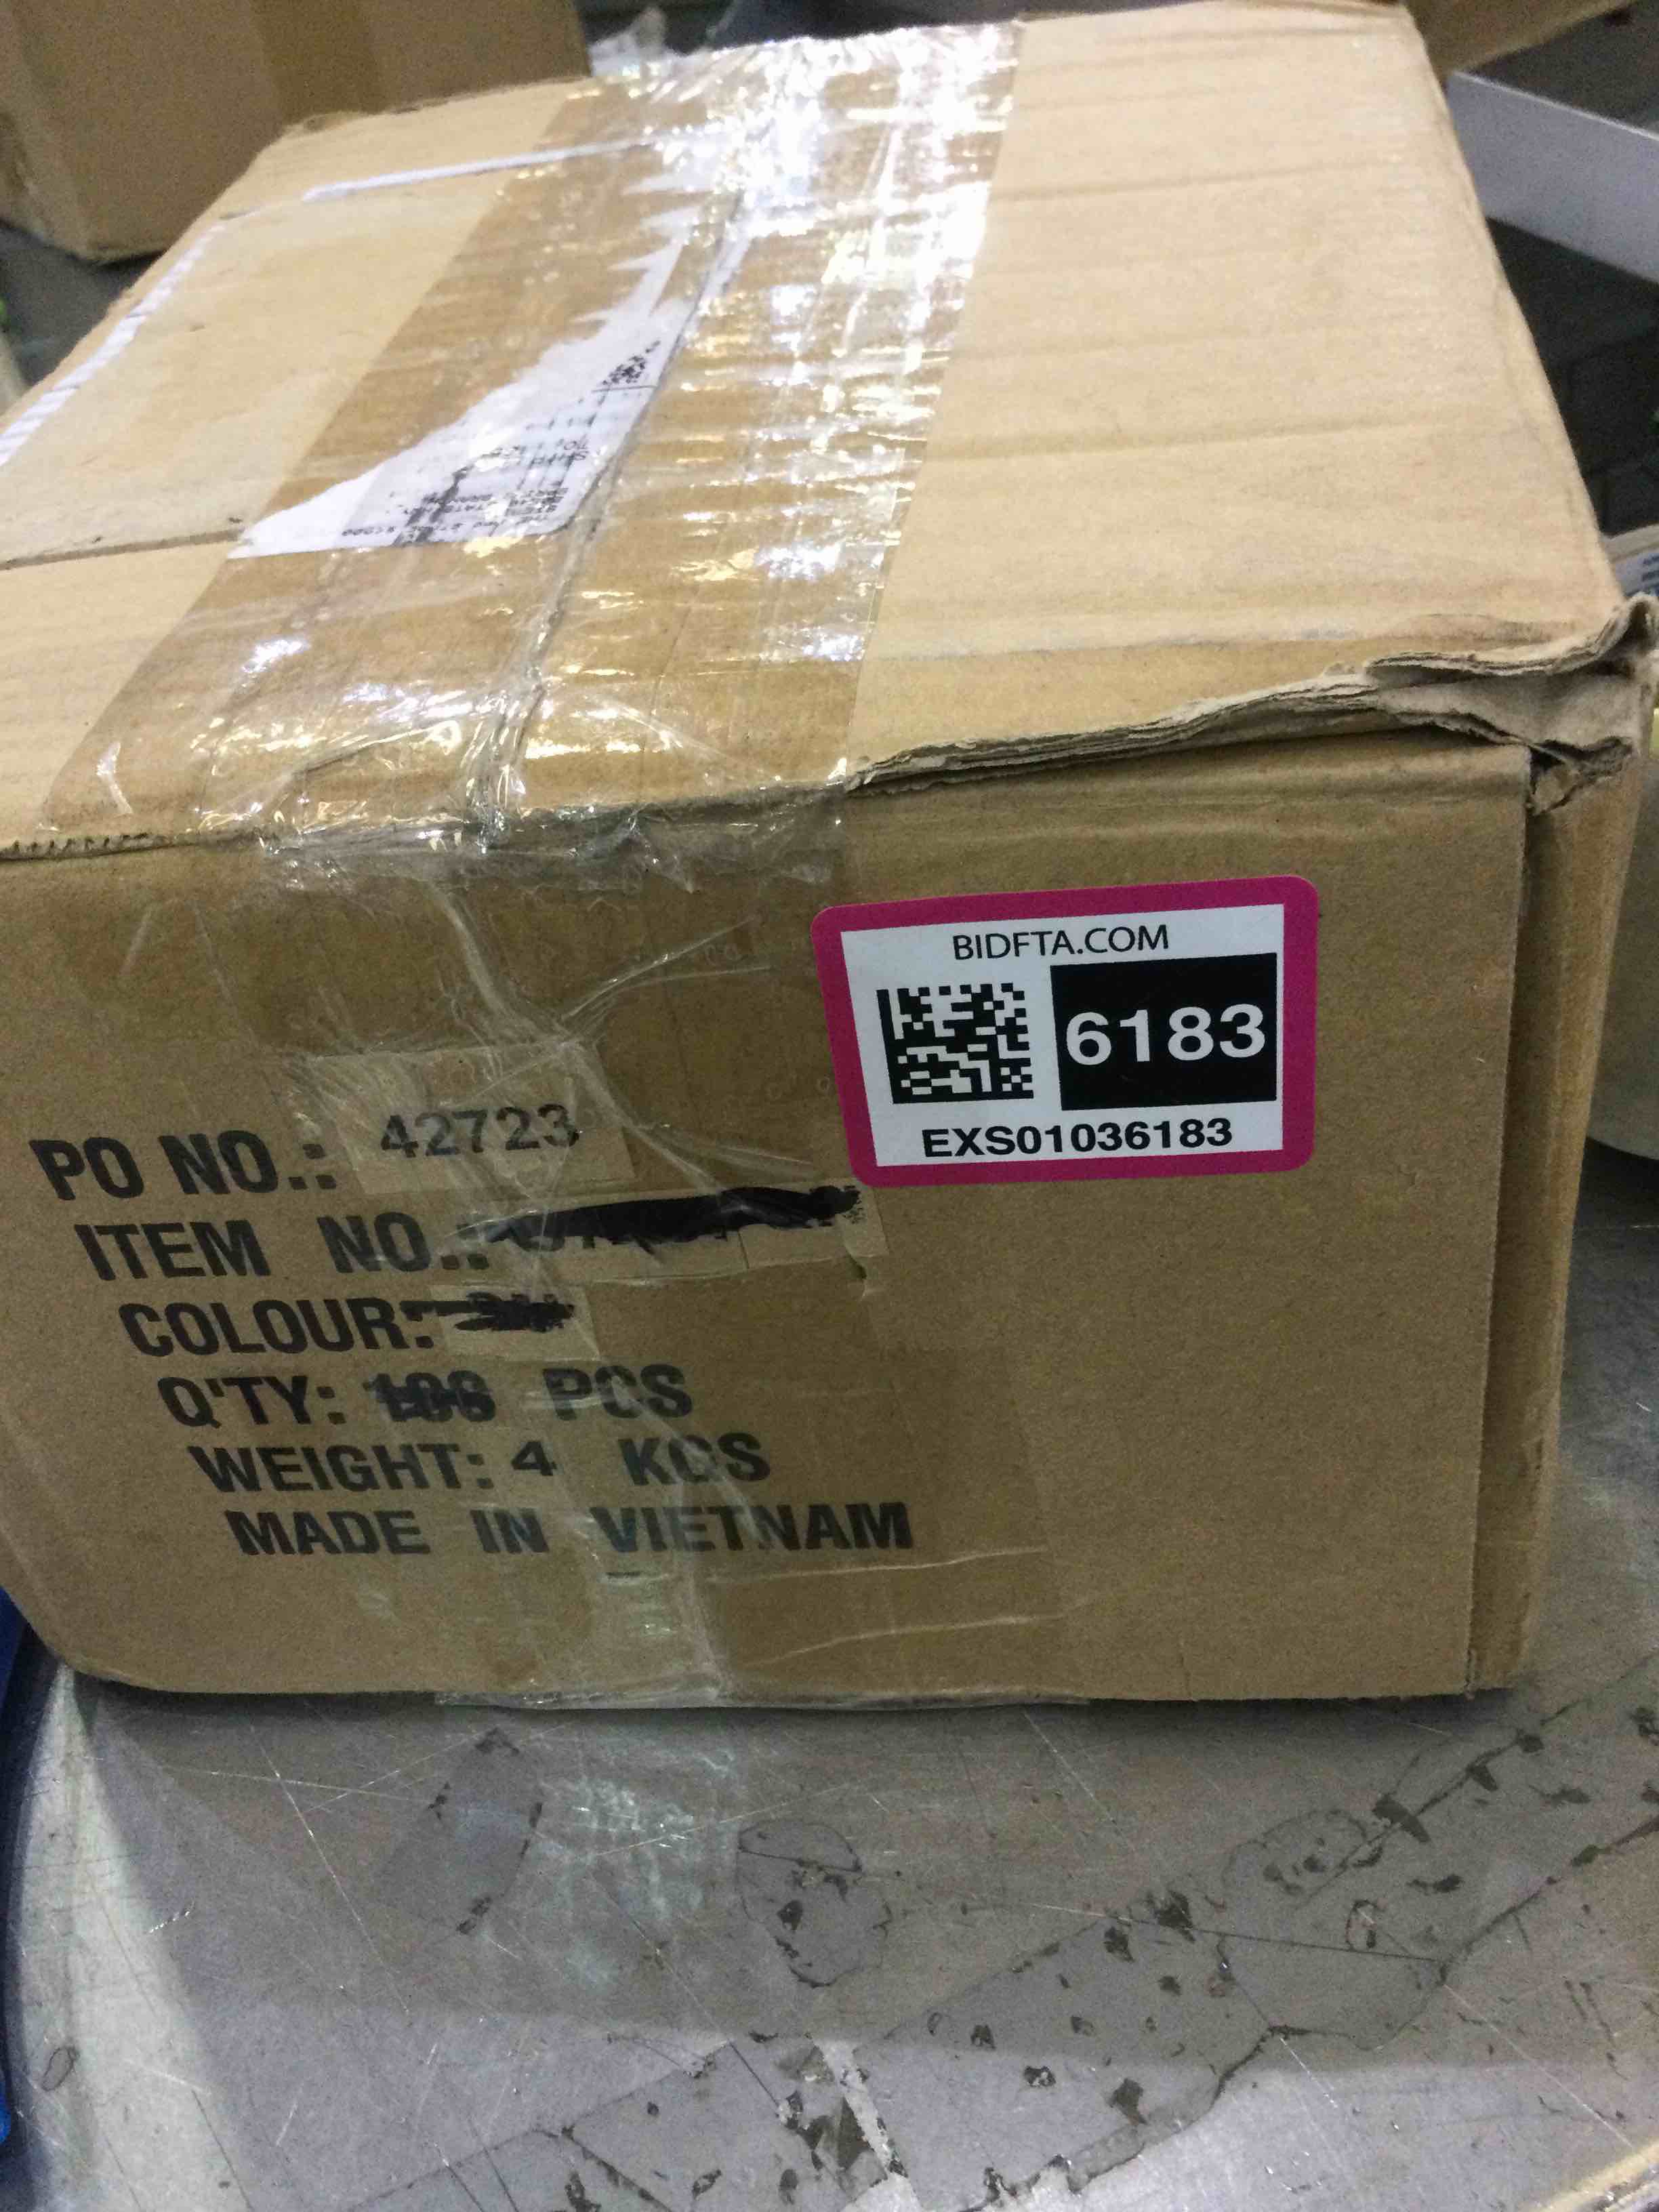 BIDFTA.COM
6183
EXS01036183
PO NO.: 42723
ITEM NO.:
COLOUR:
Q'TY: PCS
WEIGHT: 4 KGS
MADE IN VIETNAM